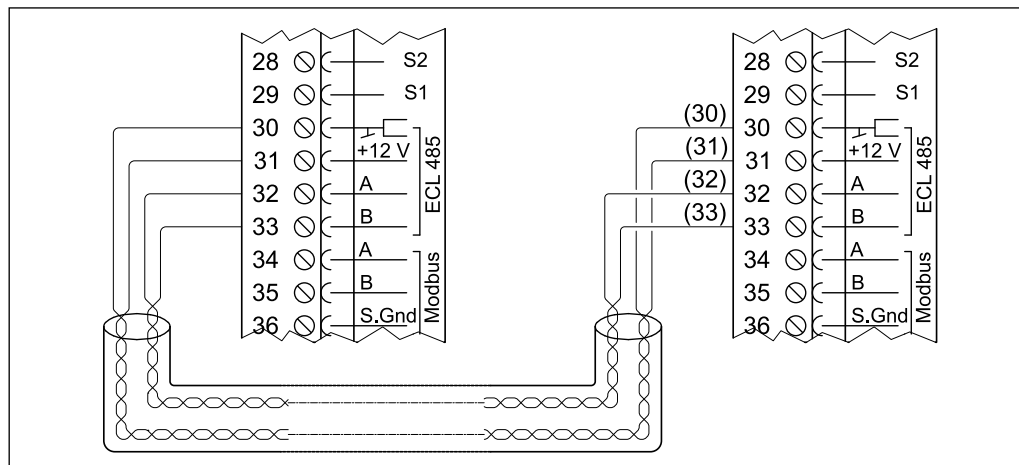 28 S2
29 S1
30
+12 V
31
32 A
33 B
ECL 485
34 A
35 B
36 S.Gnd
Modbus
28 S2
29 S1
(30) 30
+12 V
(31) 31
(32) 32 A
(33) 33 B
ECL 485
34 A
35 B
36 S.Gnd
Modbus